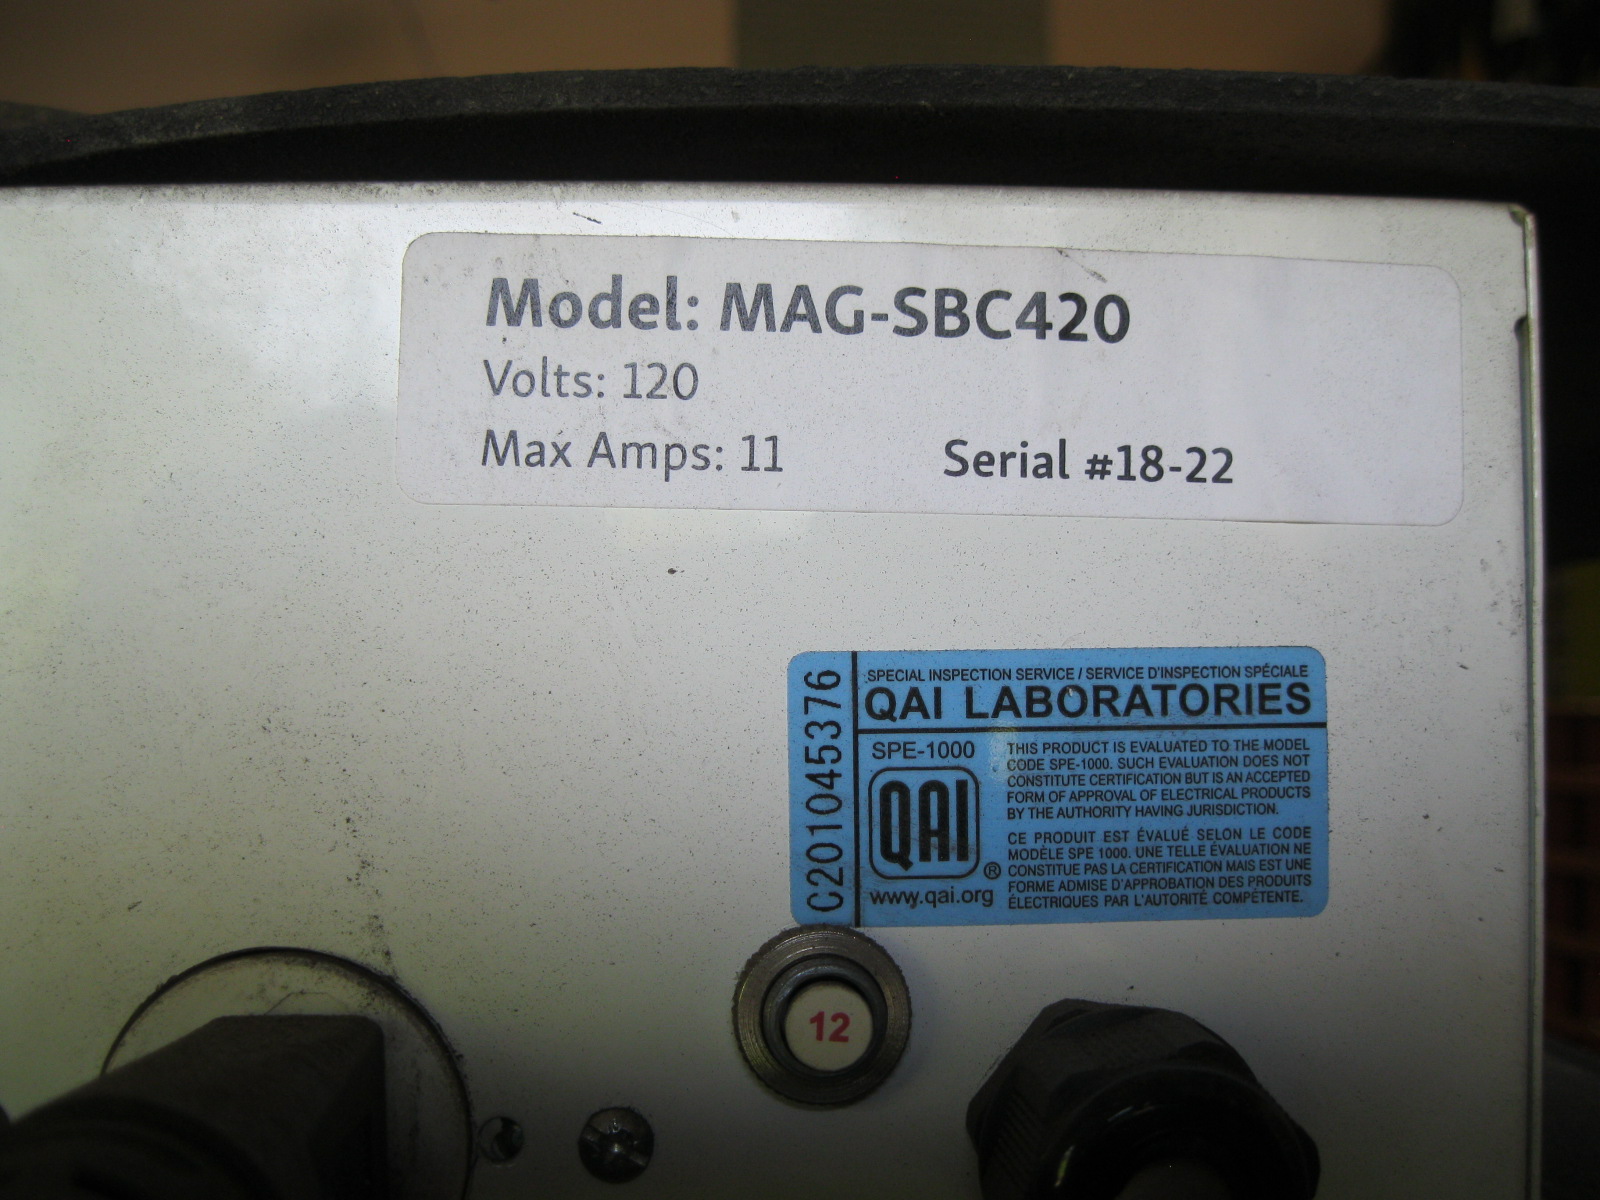 Model: MAG-SBC420
Volts: 120
Max Amps: 11 Serial #18-22
C201045376
SPECIAL INSPECTION SERVICE / SERVICE D'INSPECTION SPÉCIALE
QAI LABORATORIES
SPE-1000
QAI®
www.qai.org
THIS PRODUCT IS EVALUATED TO THE MODEL
CODE SPE-1000. SUCH EVALUATION DOES NOT
CONSTITUTE CERTIFICATION BUT IS AN ACCEPTED
FORM OF APPROVAL OF ELECTRICAL PRODUCTS
BY THE AUTHORITY HAVING JURISDICTION.
CE PRODUIT EST ÉVALUÉ SELON LE CODE
MODÈLE SPE 1000. UNE TELLE ÉVALUATION NE
CONSTITUE PAS LA CERTIFICATION MAIS EST UNE
FORME ADMISE D'APPROBATION DES PRODUITS
ÉLECTRIQUES PAR L'AUTORITÉ COMPÉTENTE.
12